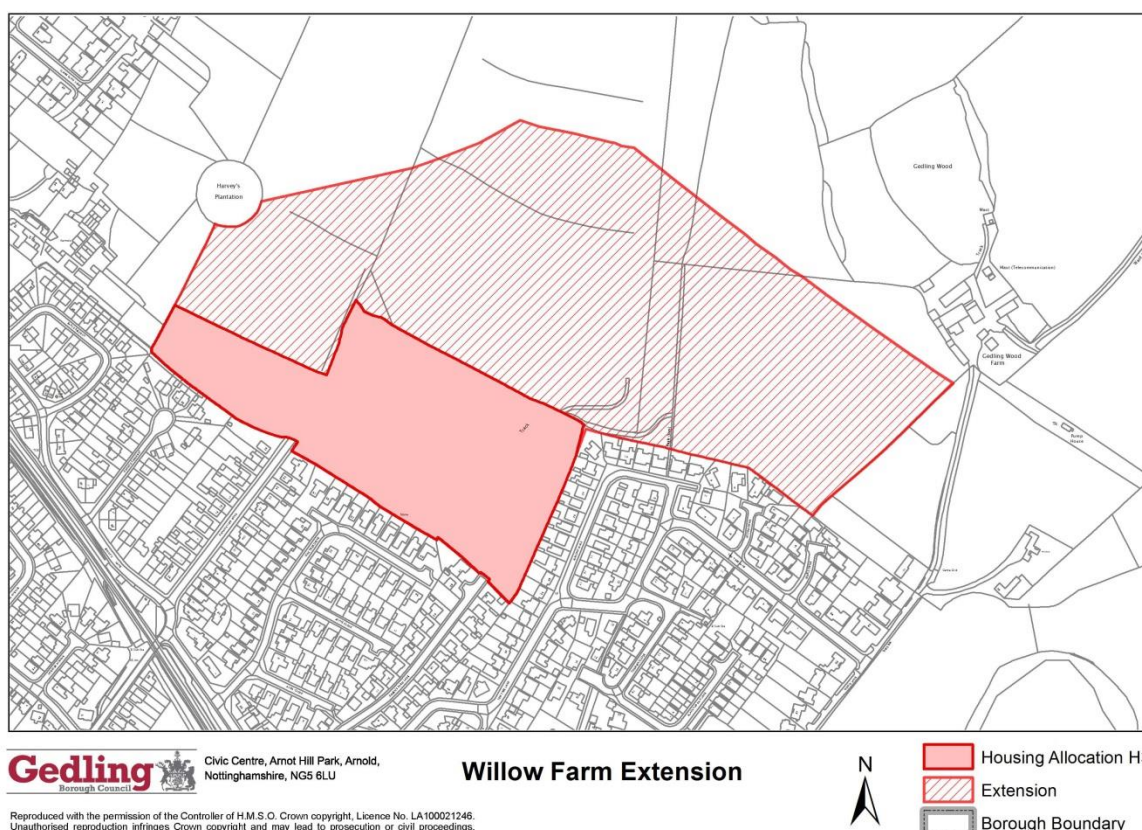 Harvey's
Plantation
Gedling Wood
Mast
Track
Mast (Telecommunication)
Gedling Wood
Farm
Pump
House
Track
Gedling
Borough Council
Civic Centre, Arnot Hill Park, Arnold,
Nottinghamshire, NG5 6LU
Willow Farm Extension
N
Housing Allocation H
Extension
Borough Boundary
Reproduced with the permission of the Controller of H.M.S.O. Crown copyright, Licence No. LA100021246.
Unauthorised reproduction infringes Crown copyright and may lead to prosecution or civil proceedings.